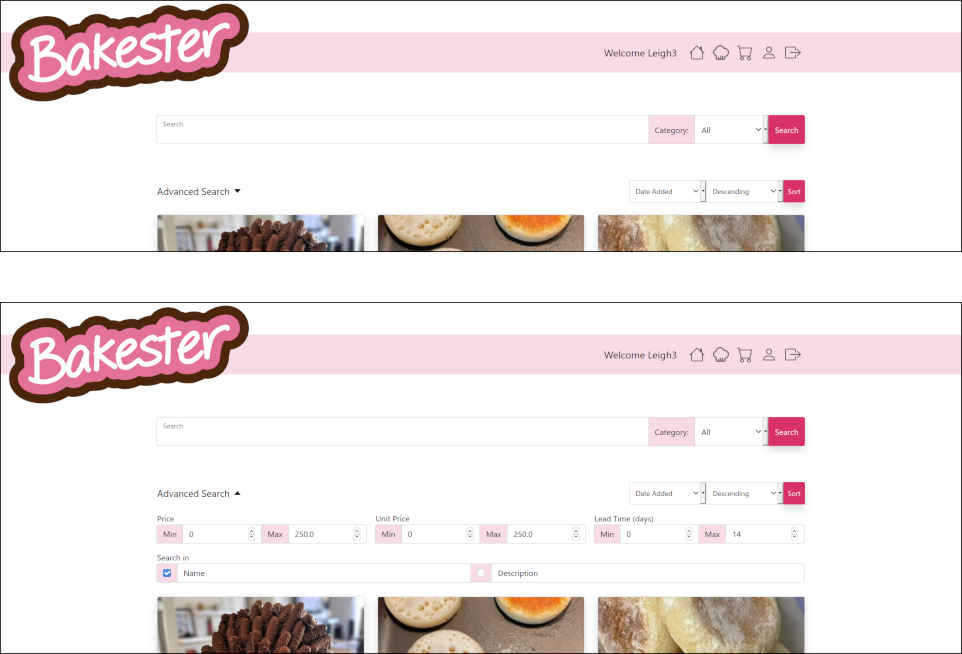 Bakester
Welcome Leigh3
Search Category: All Search
Advanced Search Date Added Descending Sort
Bakester
Welcome Leigh3
Search Category: All Search
Advanced Search Date Added Descending Sort
Price Unit Price Lead Time (days)
Min 0 Max 250.0 Min 0 Max 250.0 Min 0 Max 14
Search in
Name Description